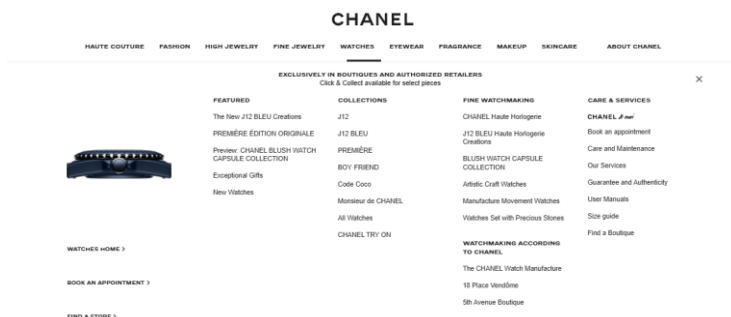 CHANEL
HAUTE COUTURE FASHION HIGH JEWELRY FINE JEWELRY WATCHES EYEWEAR FRAGRANCE MAKEUP SKINCARE ABOUT CHANEL
EXCLUSIVELY IN BOUTIQUES AND AUTHORIZED RETAILERS
Click & Collect available for select pieces
FEATURED
The New J12 BLEU Creations
PREMIÈRE ÉDITION ORIGINALE
Preview: CHANEL BLUSH WATCH
CAPSULE COLLECTION
Exceptional Gifts
New Watches
COLLECTIONS
J12
J12 BLEU
PREMIÈRE
BOY·FRIEND
Code Coco
Monsieur de CHANEL
All Watches
CHANEL TRY ON
FINE WATCHMAKING
CHANEL Haute Horlogerie
J12 BLEU Haute Horlogerie
Creations
BLUSH WATCH CAPSULE
COLLECTION
Artistic Craft Watches
Manufacture Movement Watches
Watches Set with Precious Stones
WATCHMAKING ACCORDING
TO CHANEL
The CHANEL Watch Manufacture
18 Place Vendôme
5th Avenue Boutique
CARE & SERVICES
CHANEL & moi
Book an appointment
Care and Maintenance
Our Services
Guarantee and Authenticity
User Manuals
Size guide
Find a Boutique
WATCHES HOME >
BOOK AN APPOINTMENT >
FIND A STORE >